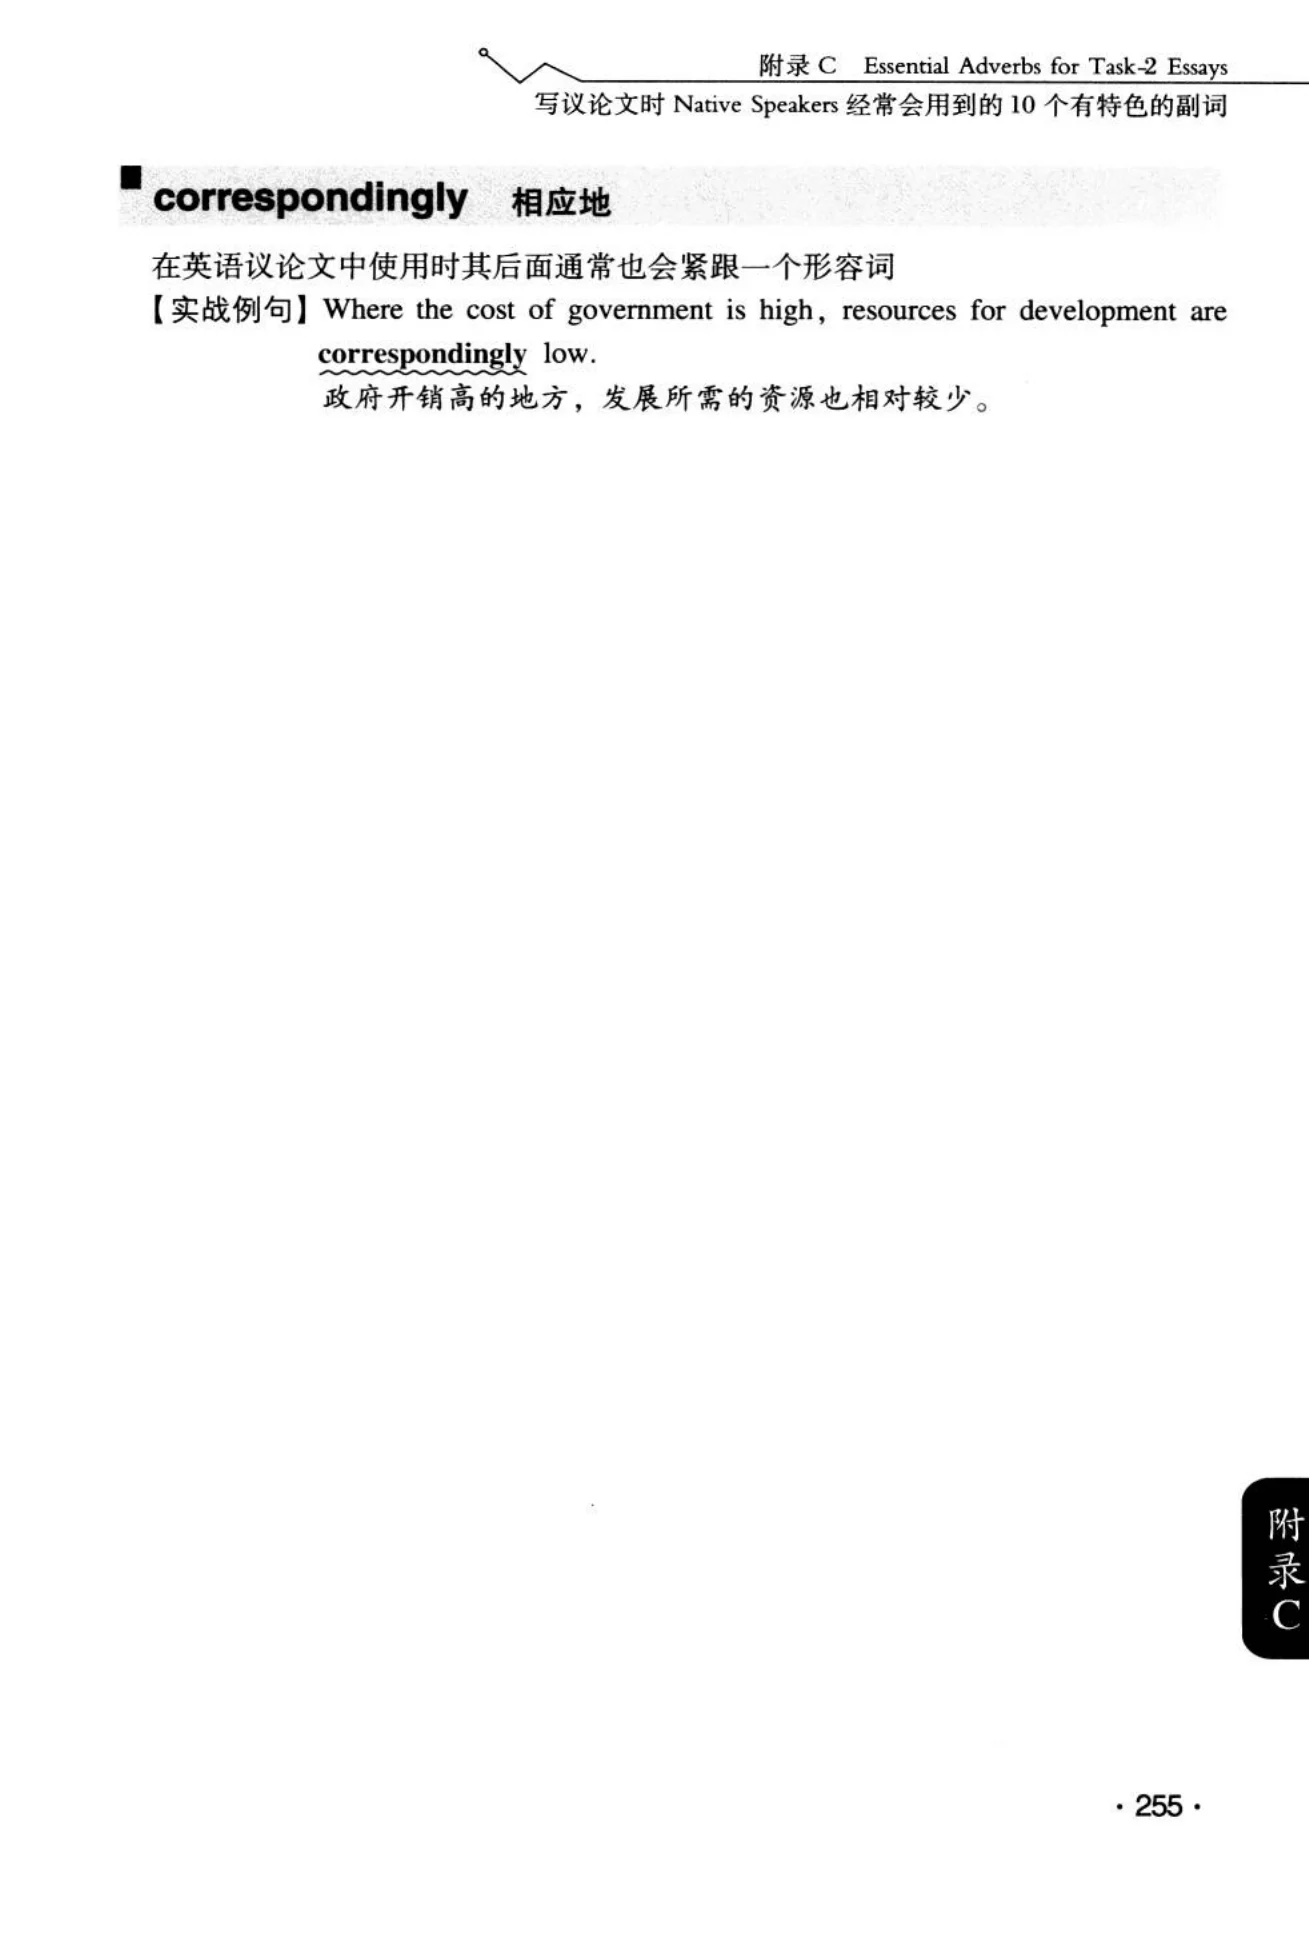 附录 C Essential Adverbs for Task-2 Essays
写议论文时 Native Speakers 经常会用到的 10 个有特色的副词
correspondingly 相应地
在英语议论文中使用时其后面通常也会紧跟一个形容词
【实战例句】Where the cost of government is high, resources for development are
correspondingly low.
政府开销高的地方，发展所需的资源也相对较少。
附
录
C
· 255 ·